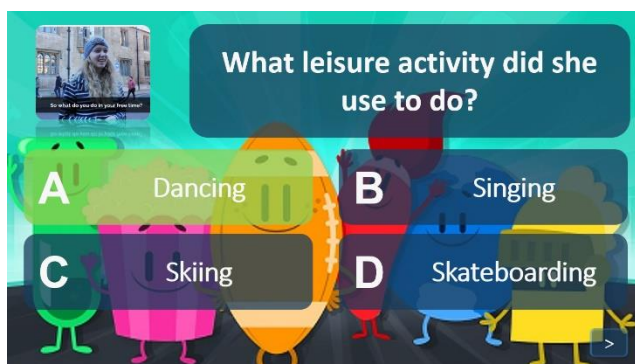 So what do you do in your free time?
What leisure activity did she
use to do?
A Dancing
B Singing
C Skiing
D Skateboarding
>